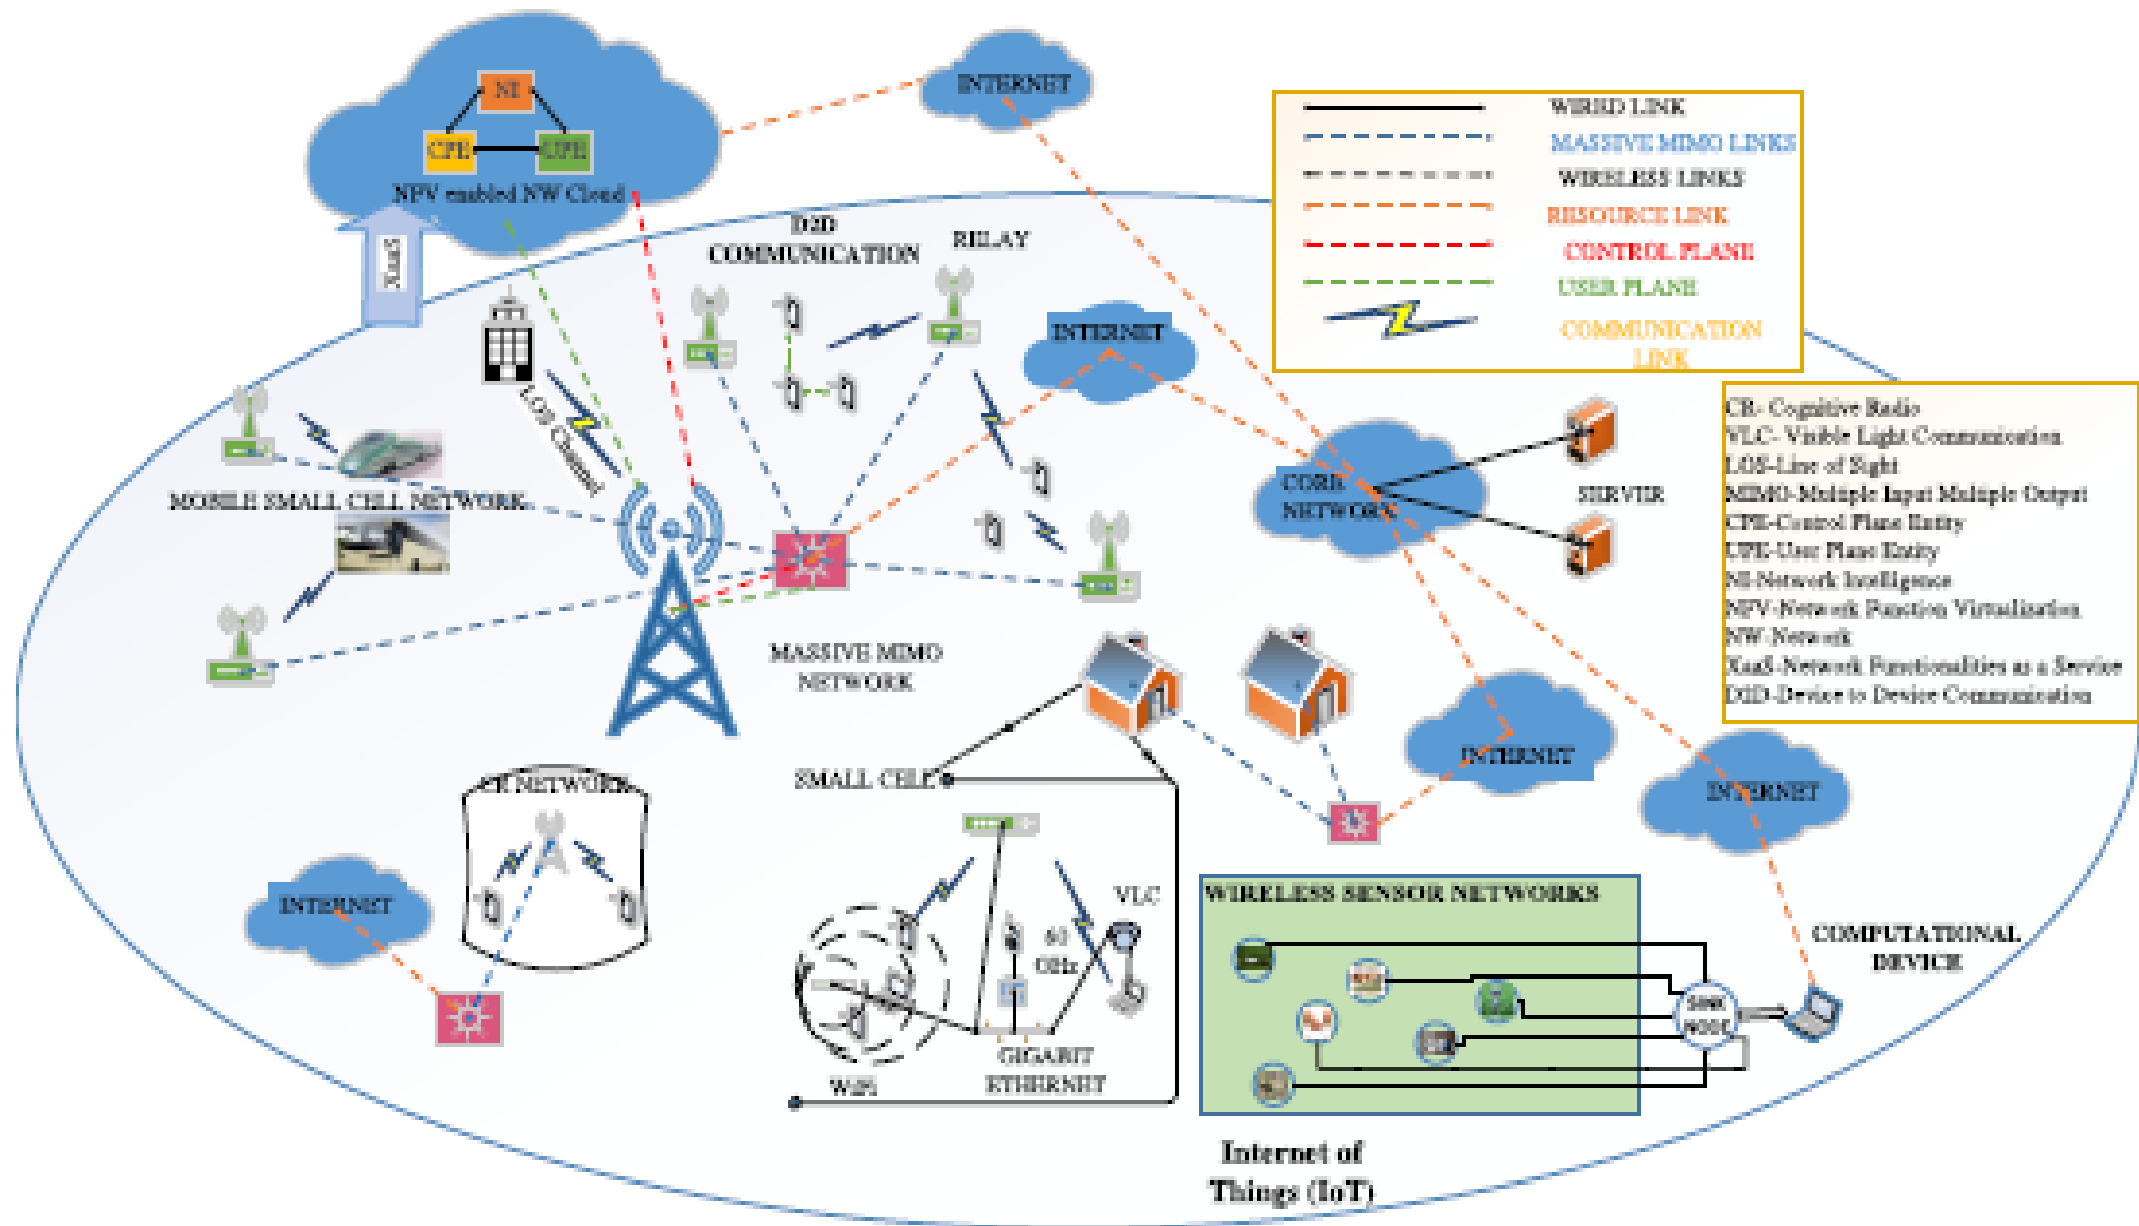 NI
CPE
UPE
NFV enabled NW Cloud
XaaS
INTERNET
WIRED LINK
MASSIVE MIMO LINKS
WIRELESS LINKS
RESOURCE LINK
CONTROL PLANE
USER PLANE
COMMUNICATION
LINK
D2D
COMMUNICATION
RELAY
INTERNET
LOS Channel
MOBILE SMALL CELL NETWORK
CORE
NETWORK
SERVER
CR- Cognitive Radio
VLC- Visible Light Communication
LOS-Line of Sight
MIMO-Multiple Input Multiple Output
CPE-Control Plane Entity
UPE-User Plane Entity
NI-Network Intelligence
NFV-Network Function Virtualisation
NW-Network
XaaS-Network Functionalities as a Service
D2D-Device to Device Communication
MASSIVE MIMO
NETWORK
SMALL CELL
INTERNET
INTERNET
CR NETWORK
INTERNET
VLC
60
GHz
GIGABIT
ETHERNET
WiFi
WIRELESS SENSOR NETWORKS
SINK
NODE
COMPUTATIONAL
DEVICE
Internet of
Things (IoT)